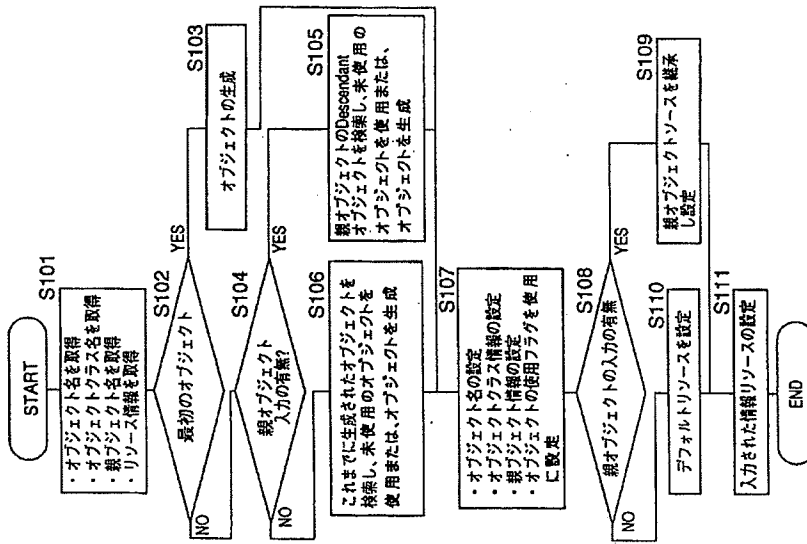 START
S101
・オブジェクト名を取得
・オブジェクトクラス名を取得
・親ブジェクト名を取得
・リソース情報を取得
S102
最初のオブジェクト
YES
NO
S103
オブジェクトの生成
S104
親オブジェクト
入力の有無?
YES
NO
S105
親オブジェクトのDescendant
オブジェクトを検索し、未使用の
オブジェクトを使用または、
オブジェクトを生成
S106
これまでに生成されたオブジェクトを
検索し、未使用のオブジェクトを
使用または、オブジェクトを生成
S107
・オブジェクト名の設定
・オブジェクトクラス情報の設定
・親ブジェクト情報の設定
・オブジェクトの使用フラグを使用
に設定
S108
親オブジェクトの入力の有無
YES
NO
S109
親オブジェクトソースを継承
し設定
S110
デフォルトリソースを設定
S111
入力された情報リソースの設定
END